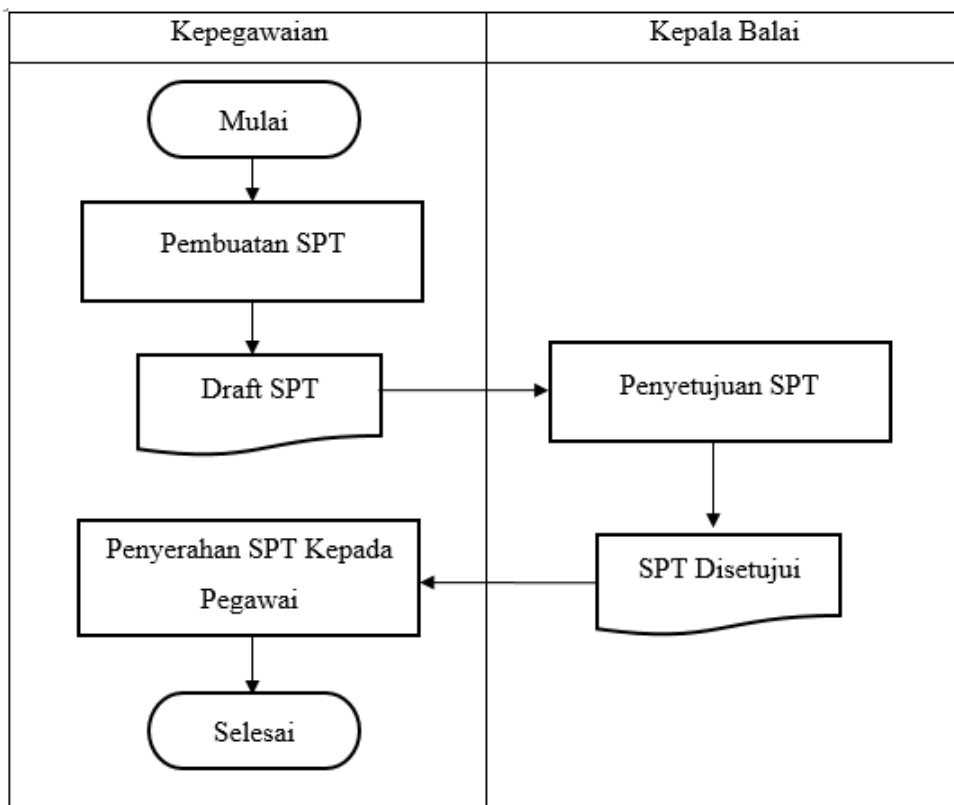 Kepegawaian
Kepala Balai
Mulai
Pembuatan SPT
Draft SPT
Penyetujuan SPT
SPT Disetujui
Penyerahan SPT Kepada
Pegawai
Selesai